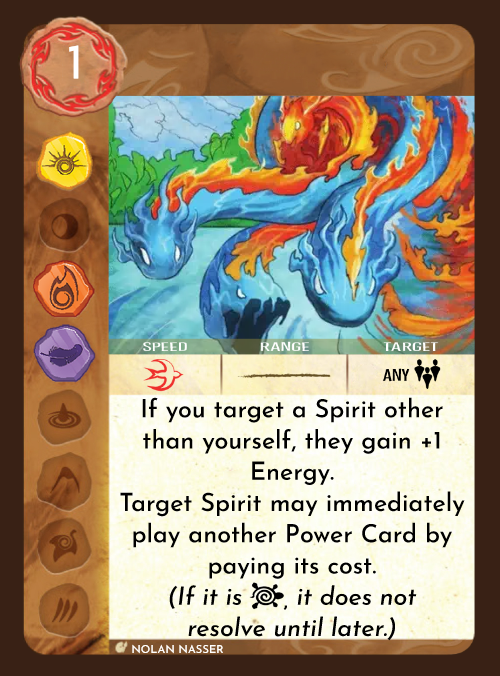 1
SPEED RANGE TARGET
ANY
If you target a Spirit other
than yourself, they gain +1
Energy.
Target Spirit may immediately
play another Power Card by
paying its cost.
(If it is , it does not
resolve until later.)
NOLAN NASSER